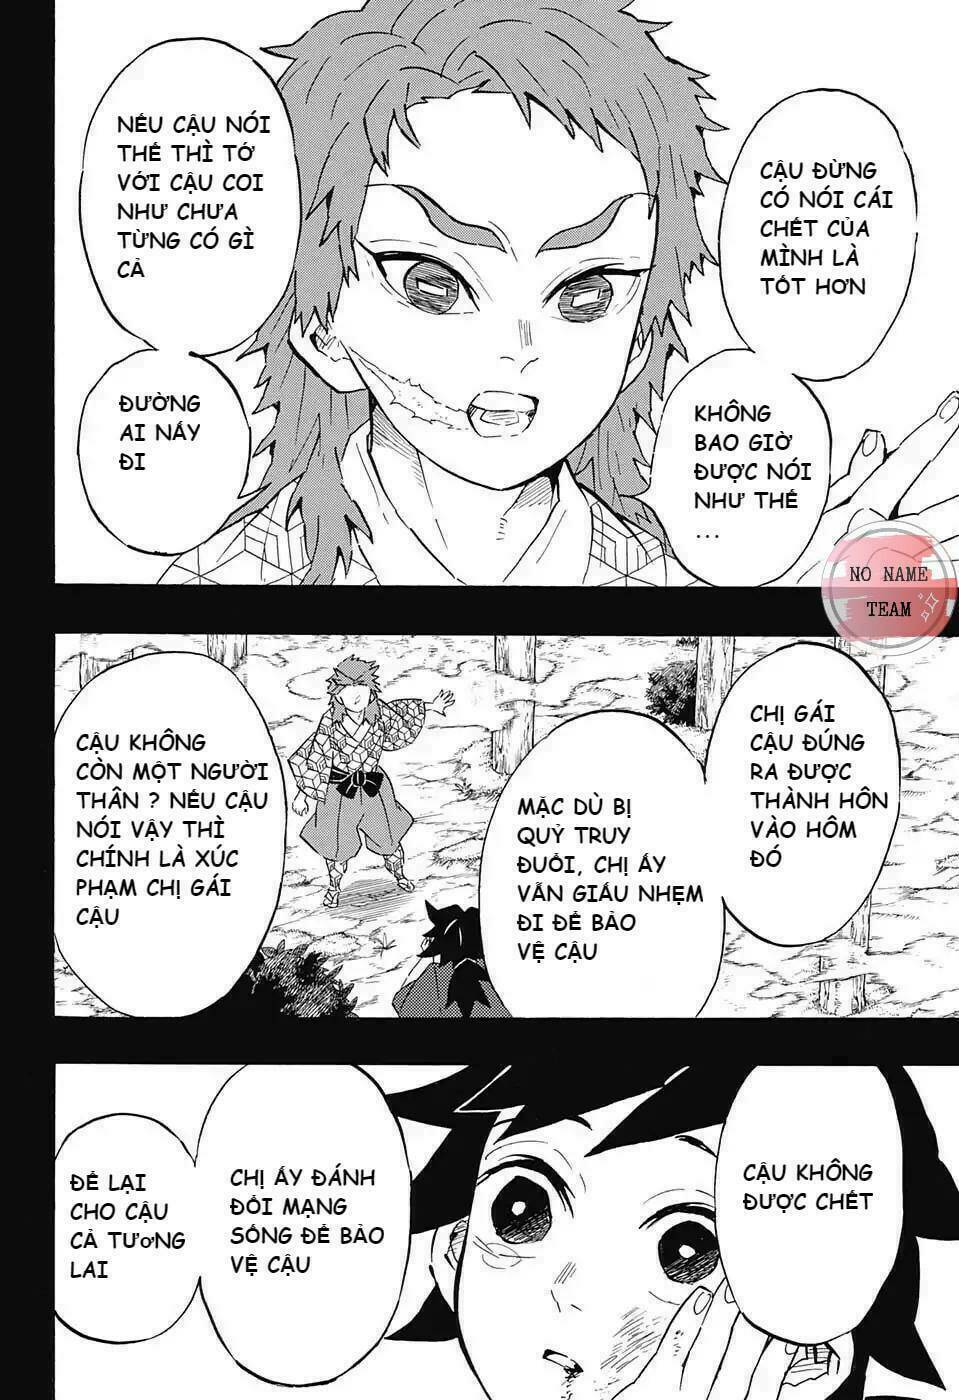 CẬU ĐỪNG
CÓ NÓI CÁI
CHẾT CỦA
MÌNH LÀ
TỐT HƠN
KHÔNG
BAO GIỜ
ĐƯỢC NÓI
NHƯ THẾ
...
NẾU CẬU NÓI
THẾ THÌ TỚ
VỚI CẬU COI
NHƯ CHƯA
TỪNG CÓ GÌ
CẢ
ĐƯỜNG
AI NẤY
ĐI
NO NAME
TEAM
CHỊ GÁI
CẬU ĐÚNG
RA ĐƯỢC
THÀNH HÔN
VÀO HÔM
ĐÓ
MẶC DÙ BỊ
QUỶ TRUY
ĐUỔI, CHỊ ẤY
VẪN GIẤU NHẸM
ĐI ĐỂ BẢO
VỆ CẬU
CẬU KHÔNG
CÒN MỘT NGƯỜI
THÂN ? NẾU CẬU
NÓI VẬY THÌ
CHÍNH LÀ XÚC
PHẠM CHỊ GÁI
CẬU
CẬU KHÔNG
ĐƯỢC CHẾT
CHỊ ẤY ĐÁNH
ĐỔI MẠNG
SỐNG ĐỂ BẢO
VỆ CẬU
ĐỂ LẠI
CHO CẬU
CẢ TƯƠNG
LAI